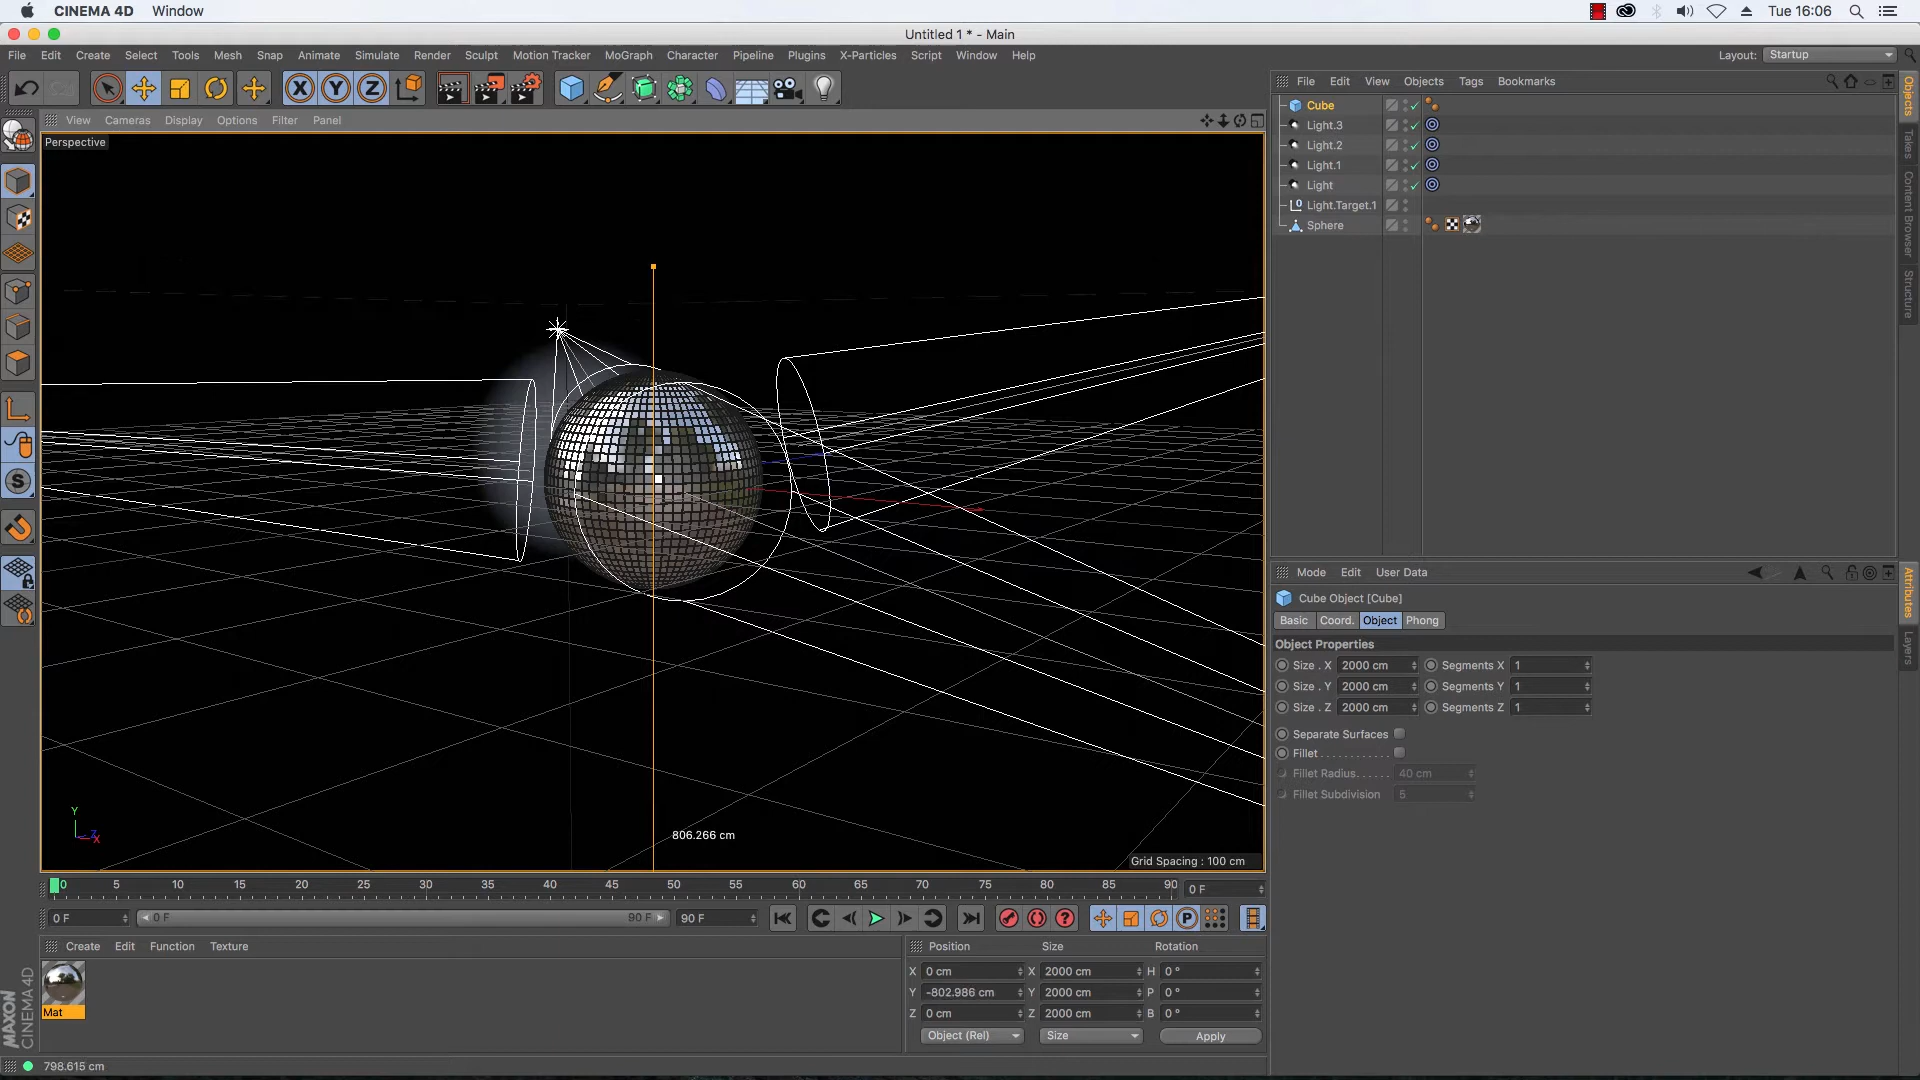 CINEMA 4D Window
Tue 16:06
Untitled 1 * - Main
File Edit Create Select Tools Mesh Snap Animate Simulate Render Sculpt Motion Tracker MoGraph Character Pipeline Plugins X-Particles Script Window Help
Layout: Startup
File Edit View Objects Tags Bookmarks
View Cameras Display Options Filter Panel
Perspective
Cube
Light.3
Light.2
Light.1
Light
Light.Target.1
Sphere
Objects
Takes
Content Browser
Structure
Mode Edit User Data
Attributes
Layers
Cube Object [Cube]
Basic Coord. Object Phong
Object Properties
Size . X 2000 cm Segments X 1
Size . Y 2000 cm Segments Y 1
Size . Z 2000 cm Segments Z 1
Separate Surfaces
Fillet
Fillet Radius 40 cm
Fillet Subdivision 5
Y
Z
X
806.266 cm
Grid Spacing : 100 cm
0 5 10 15 20 25 30 35 40 45 50 55 60 65 70 75 80 85 90 0 F
0 F 0 F 90 F 90 F
Create Edit Function Texture
Mat
Position Size Rotation
X 0 cm X 2000 cm H 0 °
Y -802.986 cm Y 2000 cm P 0 °
Z 0 cm Z 2000 cm B 0 °
Object (Rel) Size Apply
MAXON
CINEMA 4D
798.615 cm